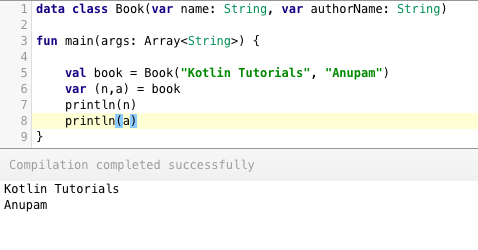 1 data class Book(var name: String, var authorName: String)
2
3 fun main(args: Array<String>) {
4
5     val book = Book("Kotlin Tutorials", "Anupam")
6     var (n,a) = book
7     println(n)
8     println(a)
9 }
Compilation completed successfully
Kotlin Tutorials
Anupam